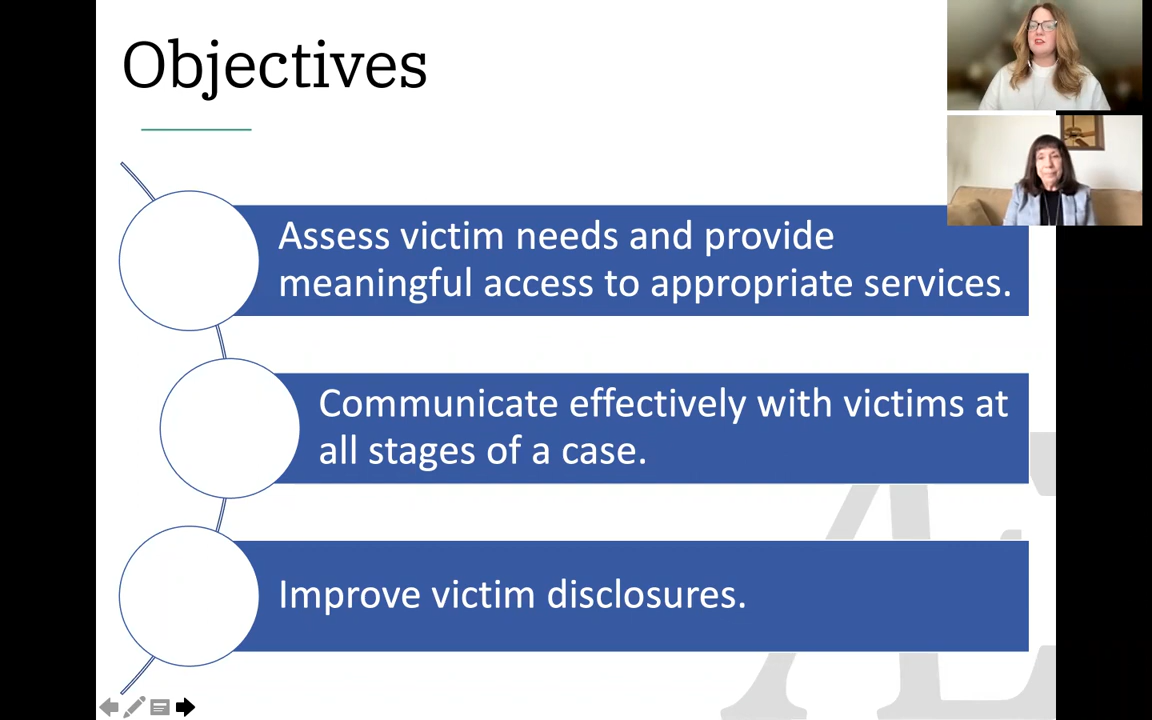 Objectives
Assess victim needs and provide
meaningful access to appropriate services.
Communicate effectively with victims at
all stages of a case.
Improve victim disclosures.
Æ